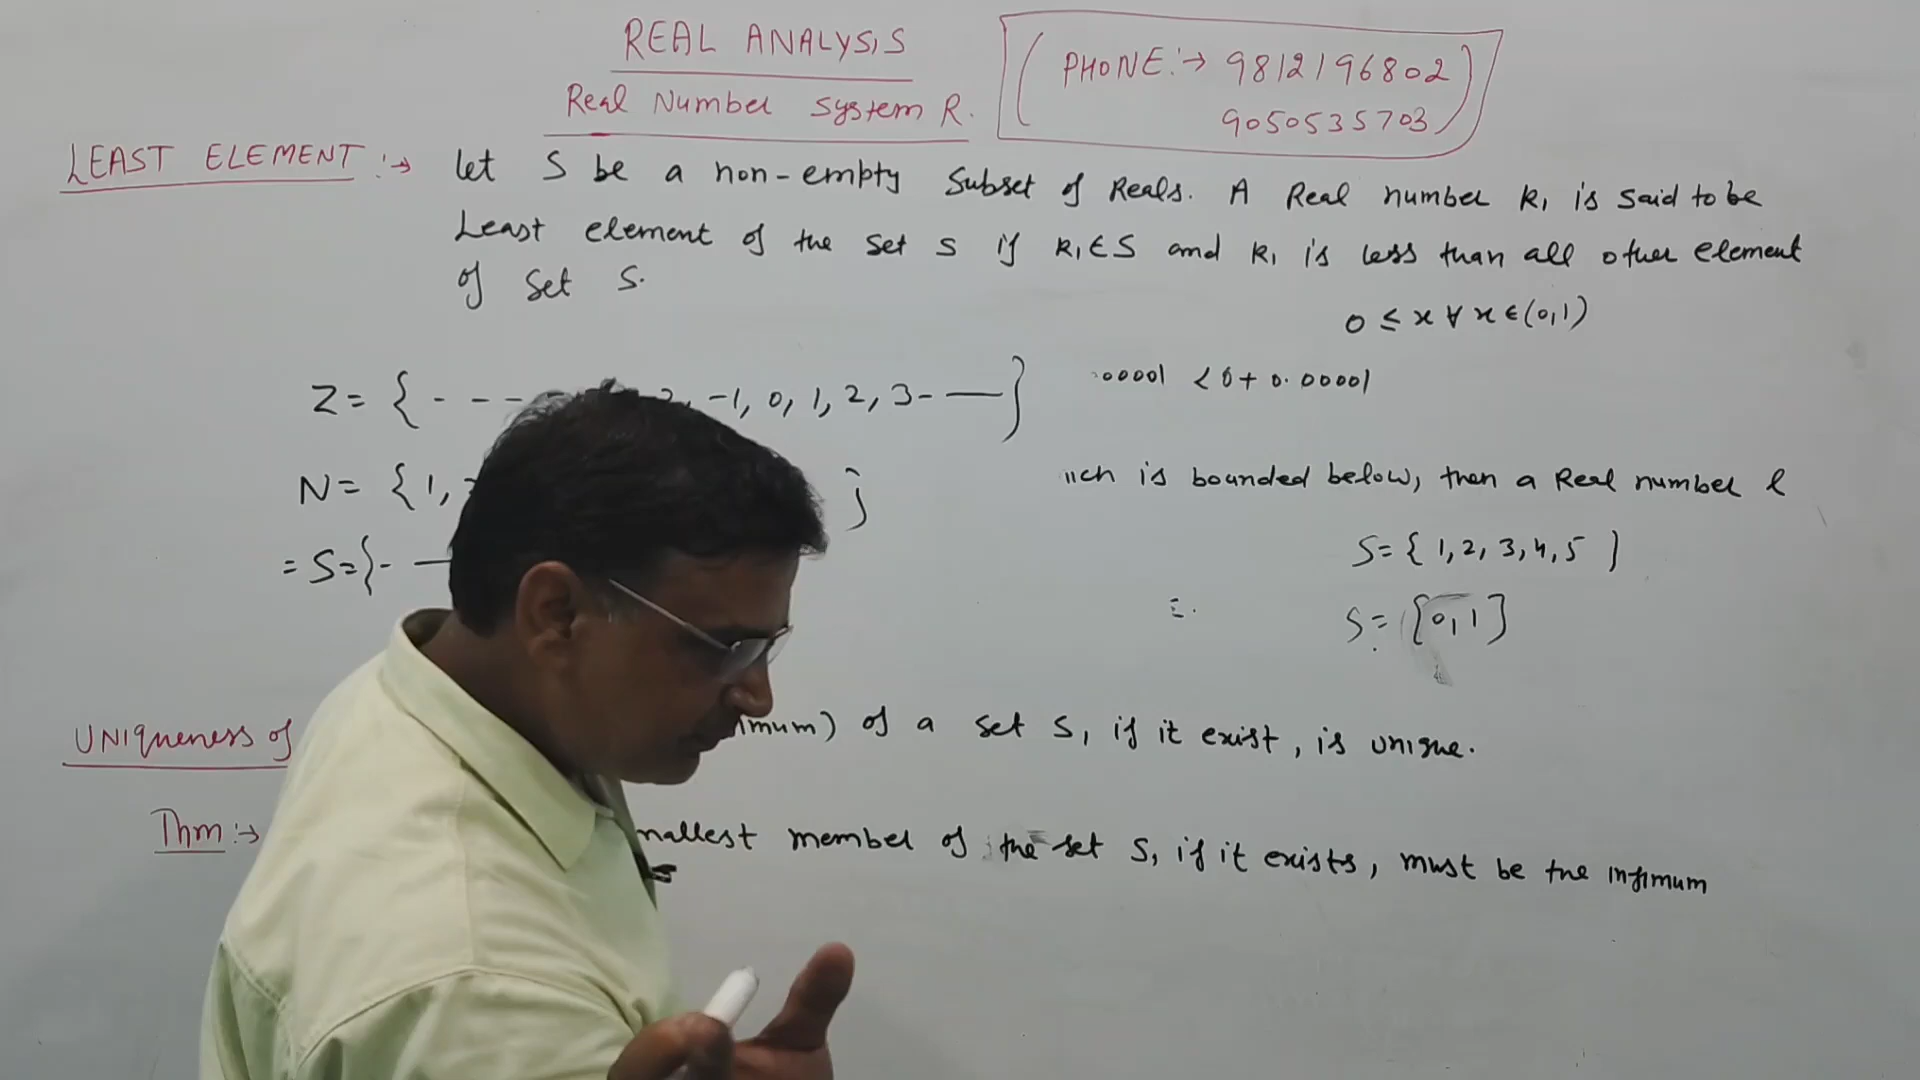 REAL ANALYSIS
Real Number System R.
(PHONE:→ 9812196802
9050535703)
LEAST ELEMENT:→ Let S be a non-empty subset of Reals. A Real number K₁ is said to be
Least element of the set S if K₁∈S and K₁ is less than all other element
of set S.
0 ≤ x ∀ x ∈ (0,1)
Z= { - - - -1, 0, 1, 2, 3- — }
00001 < 0 + 0.00001
N= {1, }
is bounded below, then a Real number l
S= { 1, 2, 3, 4, 5 }
= S={- —
S= [0, 1]
UNIQUENESS of of a set S, if it exist, is unique.
Thm:→ member of the set S, if it exists, must be the infimum